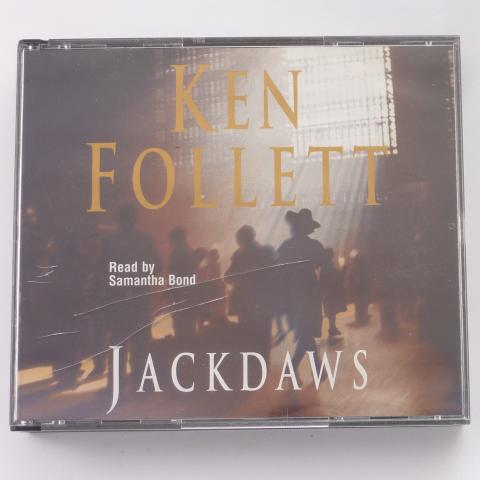 KEN
FOLLETT
Read by
Samantha Bond
JACKDAWS